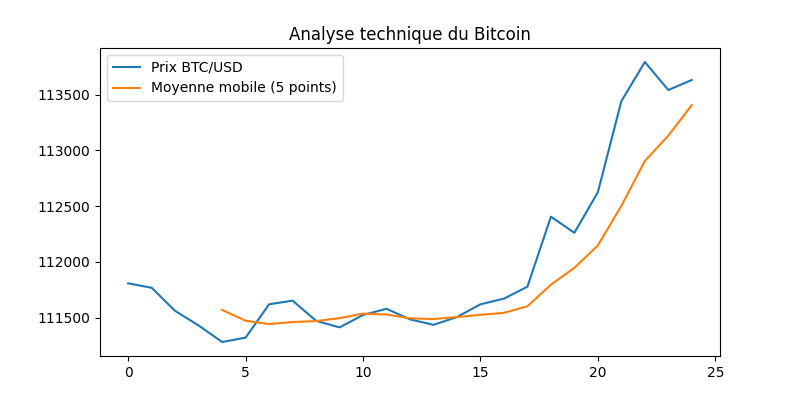 Analyse technique du Bitcoin
Prix BTC/USD
Moyenne mobile (5 points)
113500
113000
112500
112000
111500
0 5 10 15 20 25